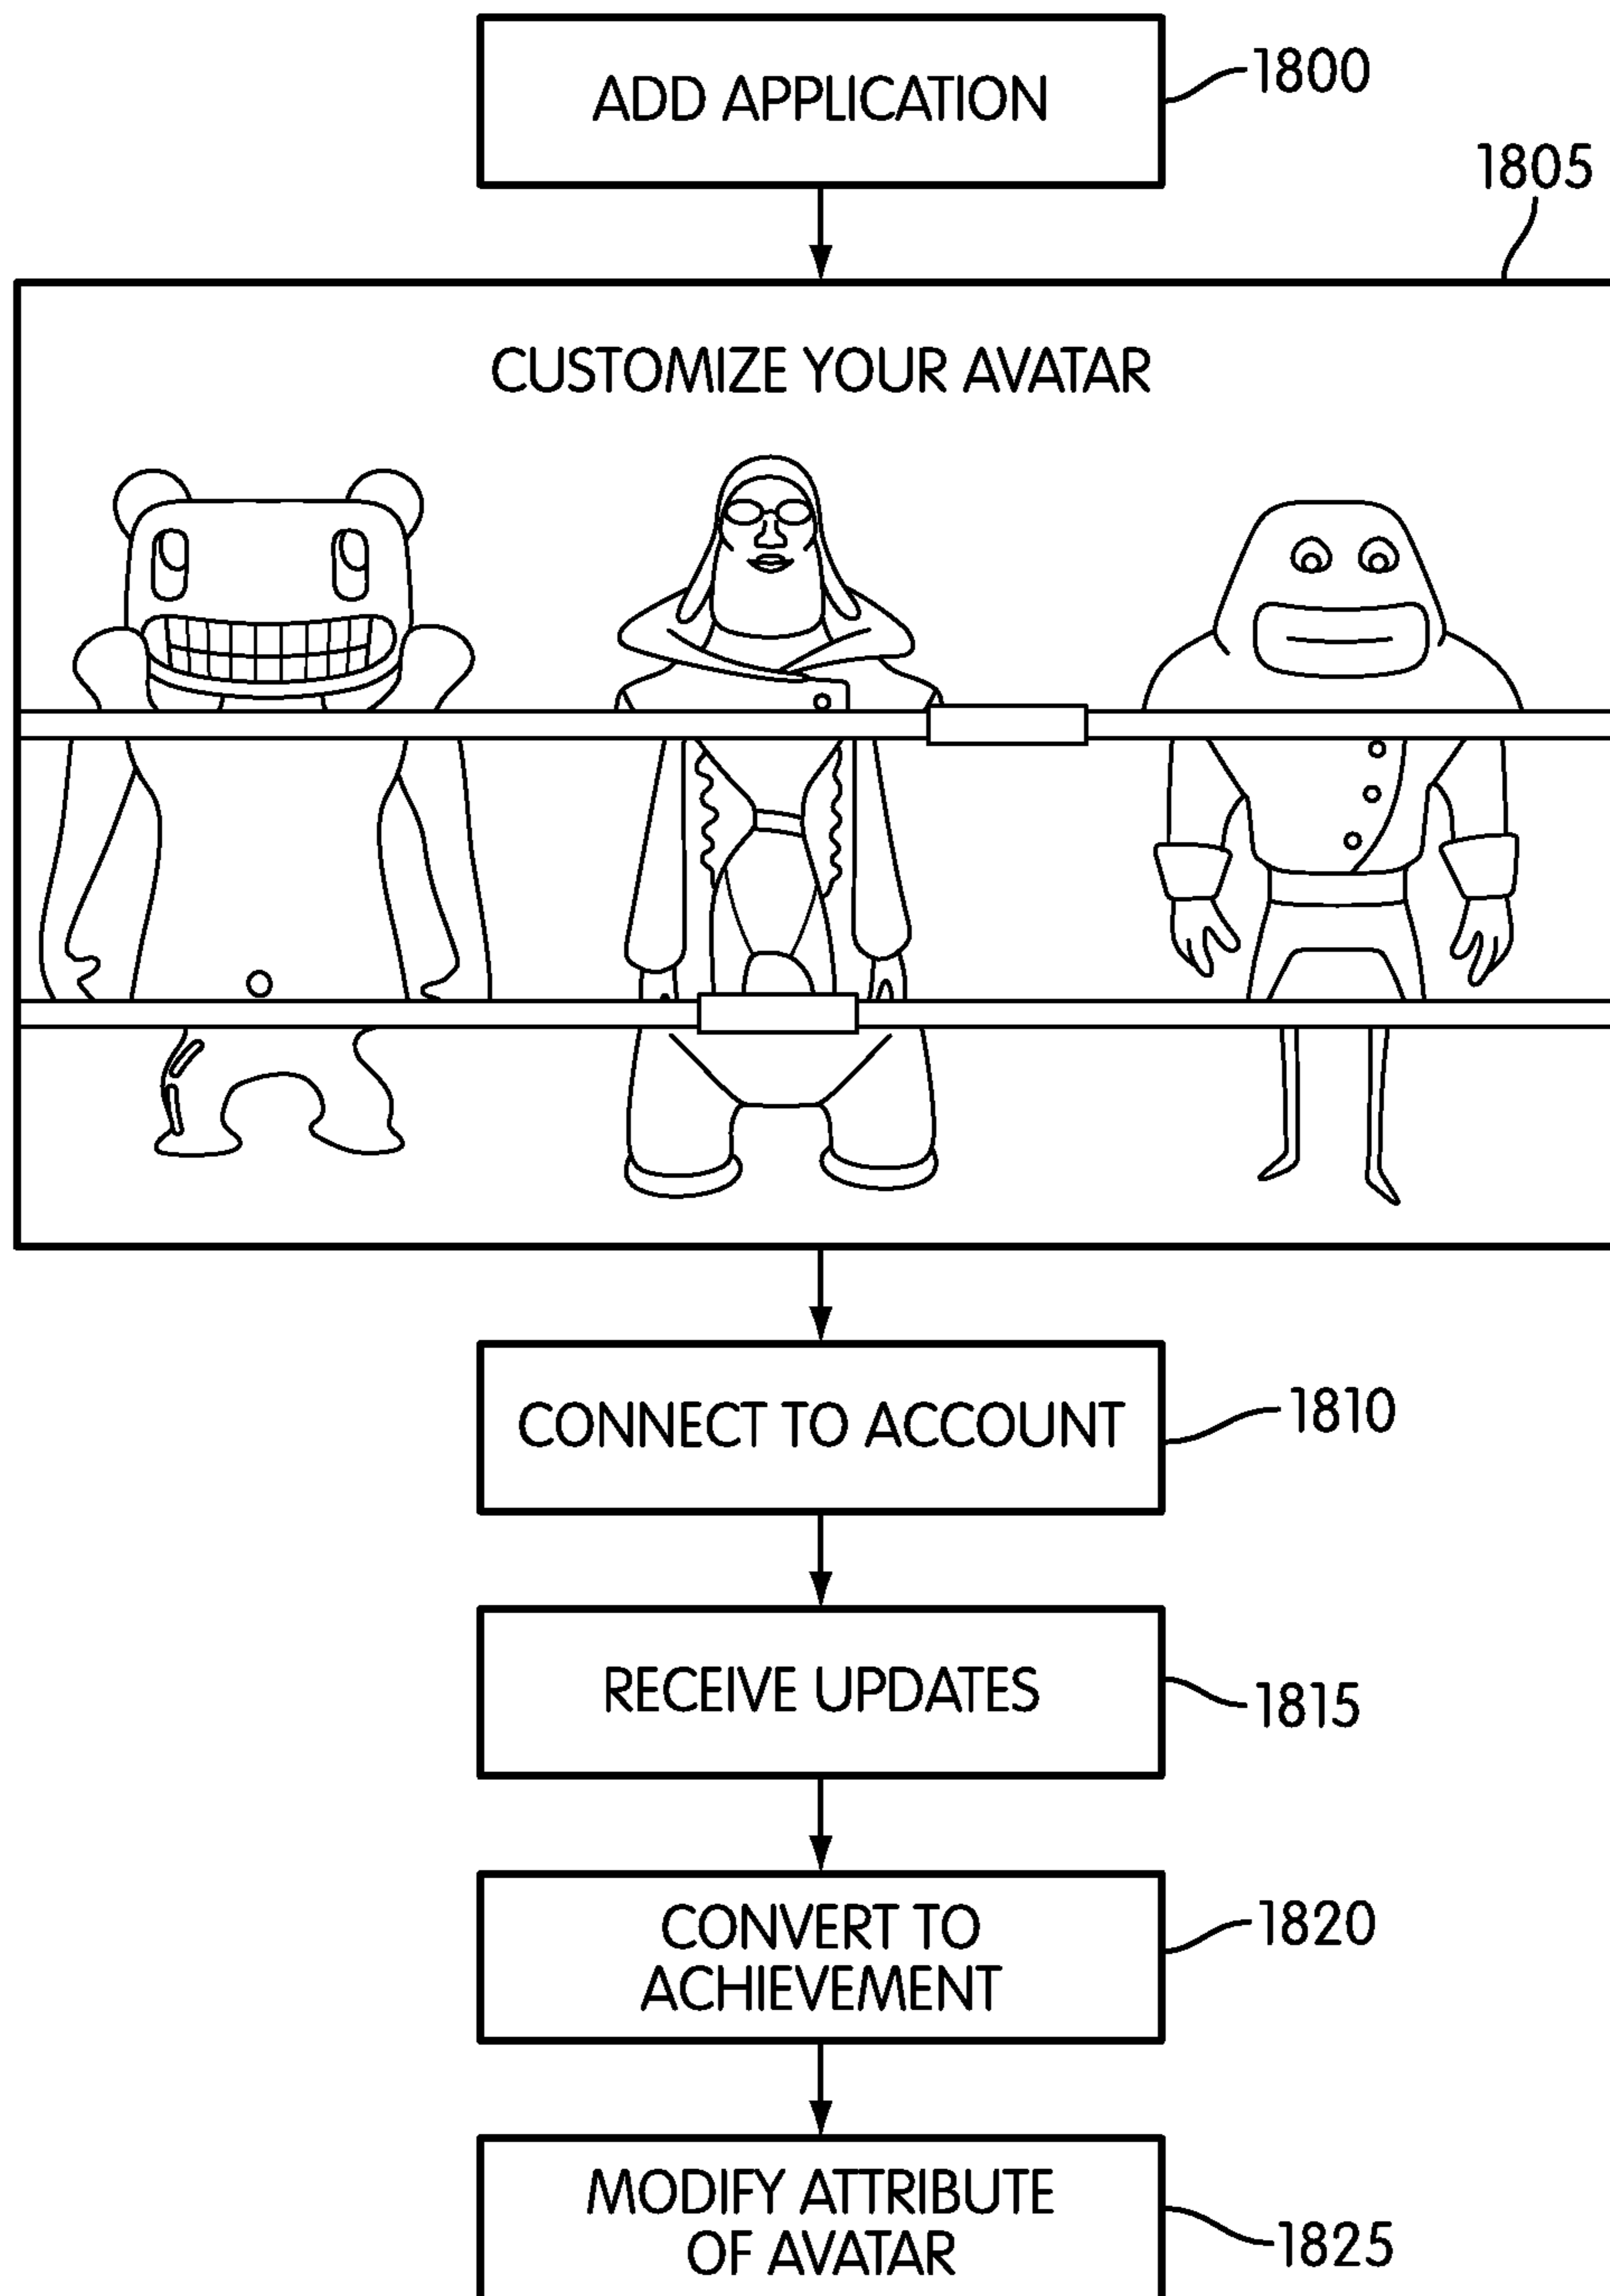 ADD APPLICATION
1800
1805
CUSTOMIZE YOUR AVATAR
CONNECT TO ACCOUNT
1810
RECEIVE UPDATES
1815
CONVERT TO
ACHIEVEMENT
1820
MODIFY ATTRIBUTE
OF AVATAR
1825